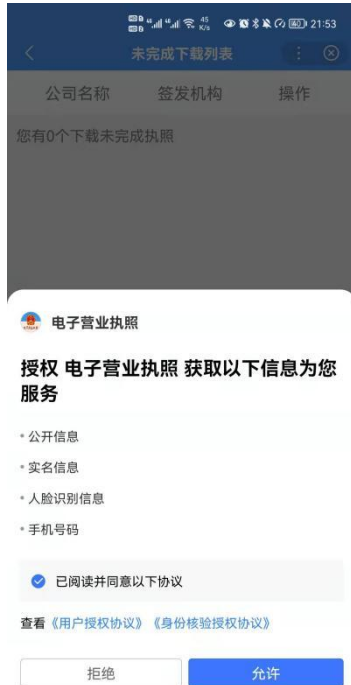 45 K/s 40 21:53
未完成下载列表
公司名称 签发机构 操作
您有0个下载未完成执照
电子营业执照
授权 电子营业执照 获取以下信息为您
服务
• 公开信息
• 实名信息
• 人脸识别信息
• 手机号码
已阅读并同意以下协议
查看《用户授权协议》《身份核验授权协议》
拒绝 允许